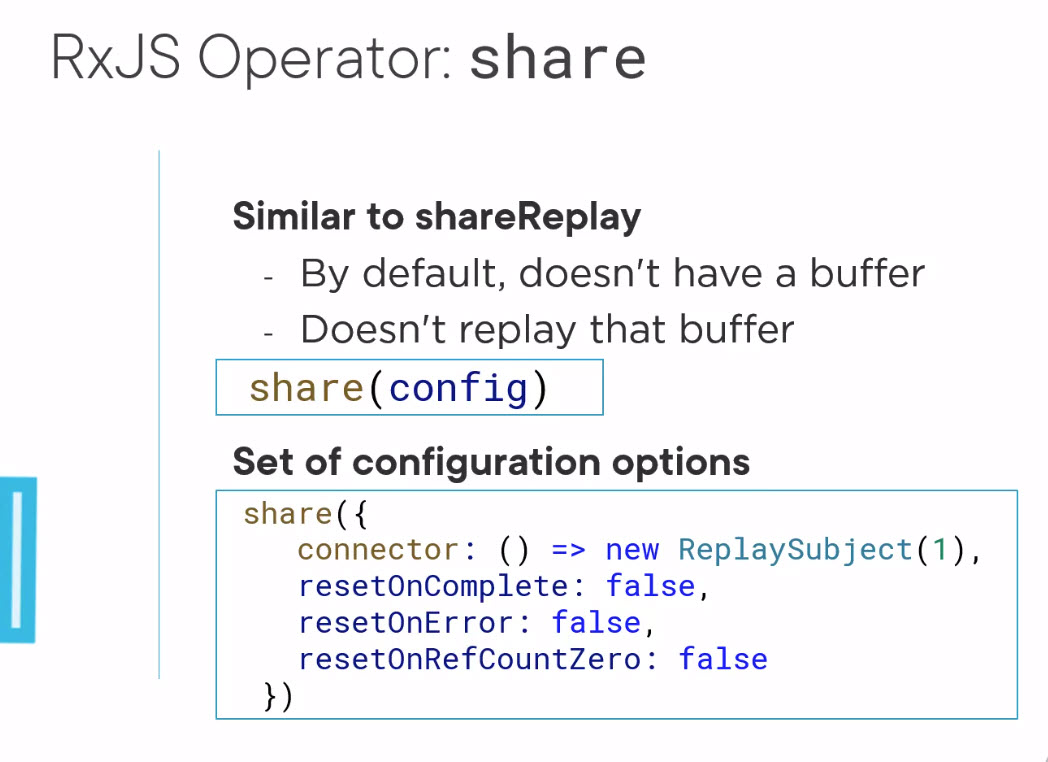 RxJS Operator: share
Similar to shareReplay
- By default, doesn't have a buffer
- Doesn't replay that buffer
share(config)
Set of configuration options
share({
connector: () => new ReplaySubject(1),
resetOnComplete: false,
resetOnError: false,
resetOnRefCountZero: false
})